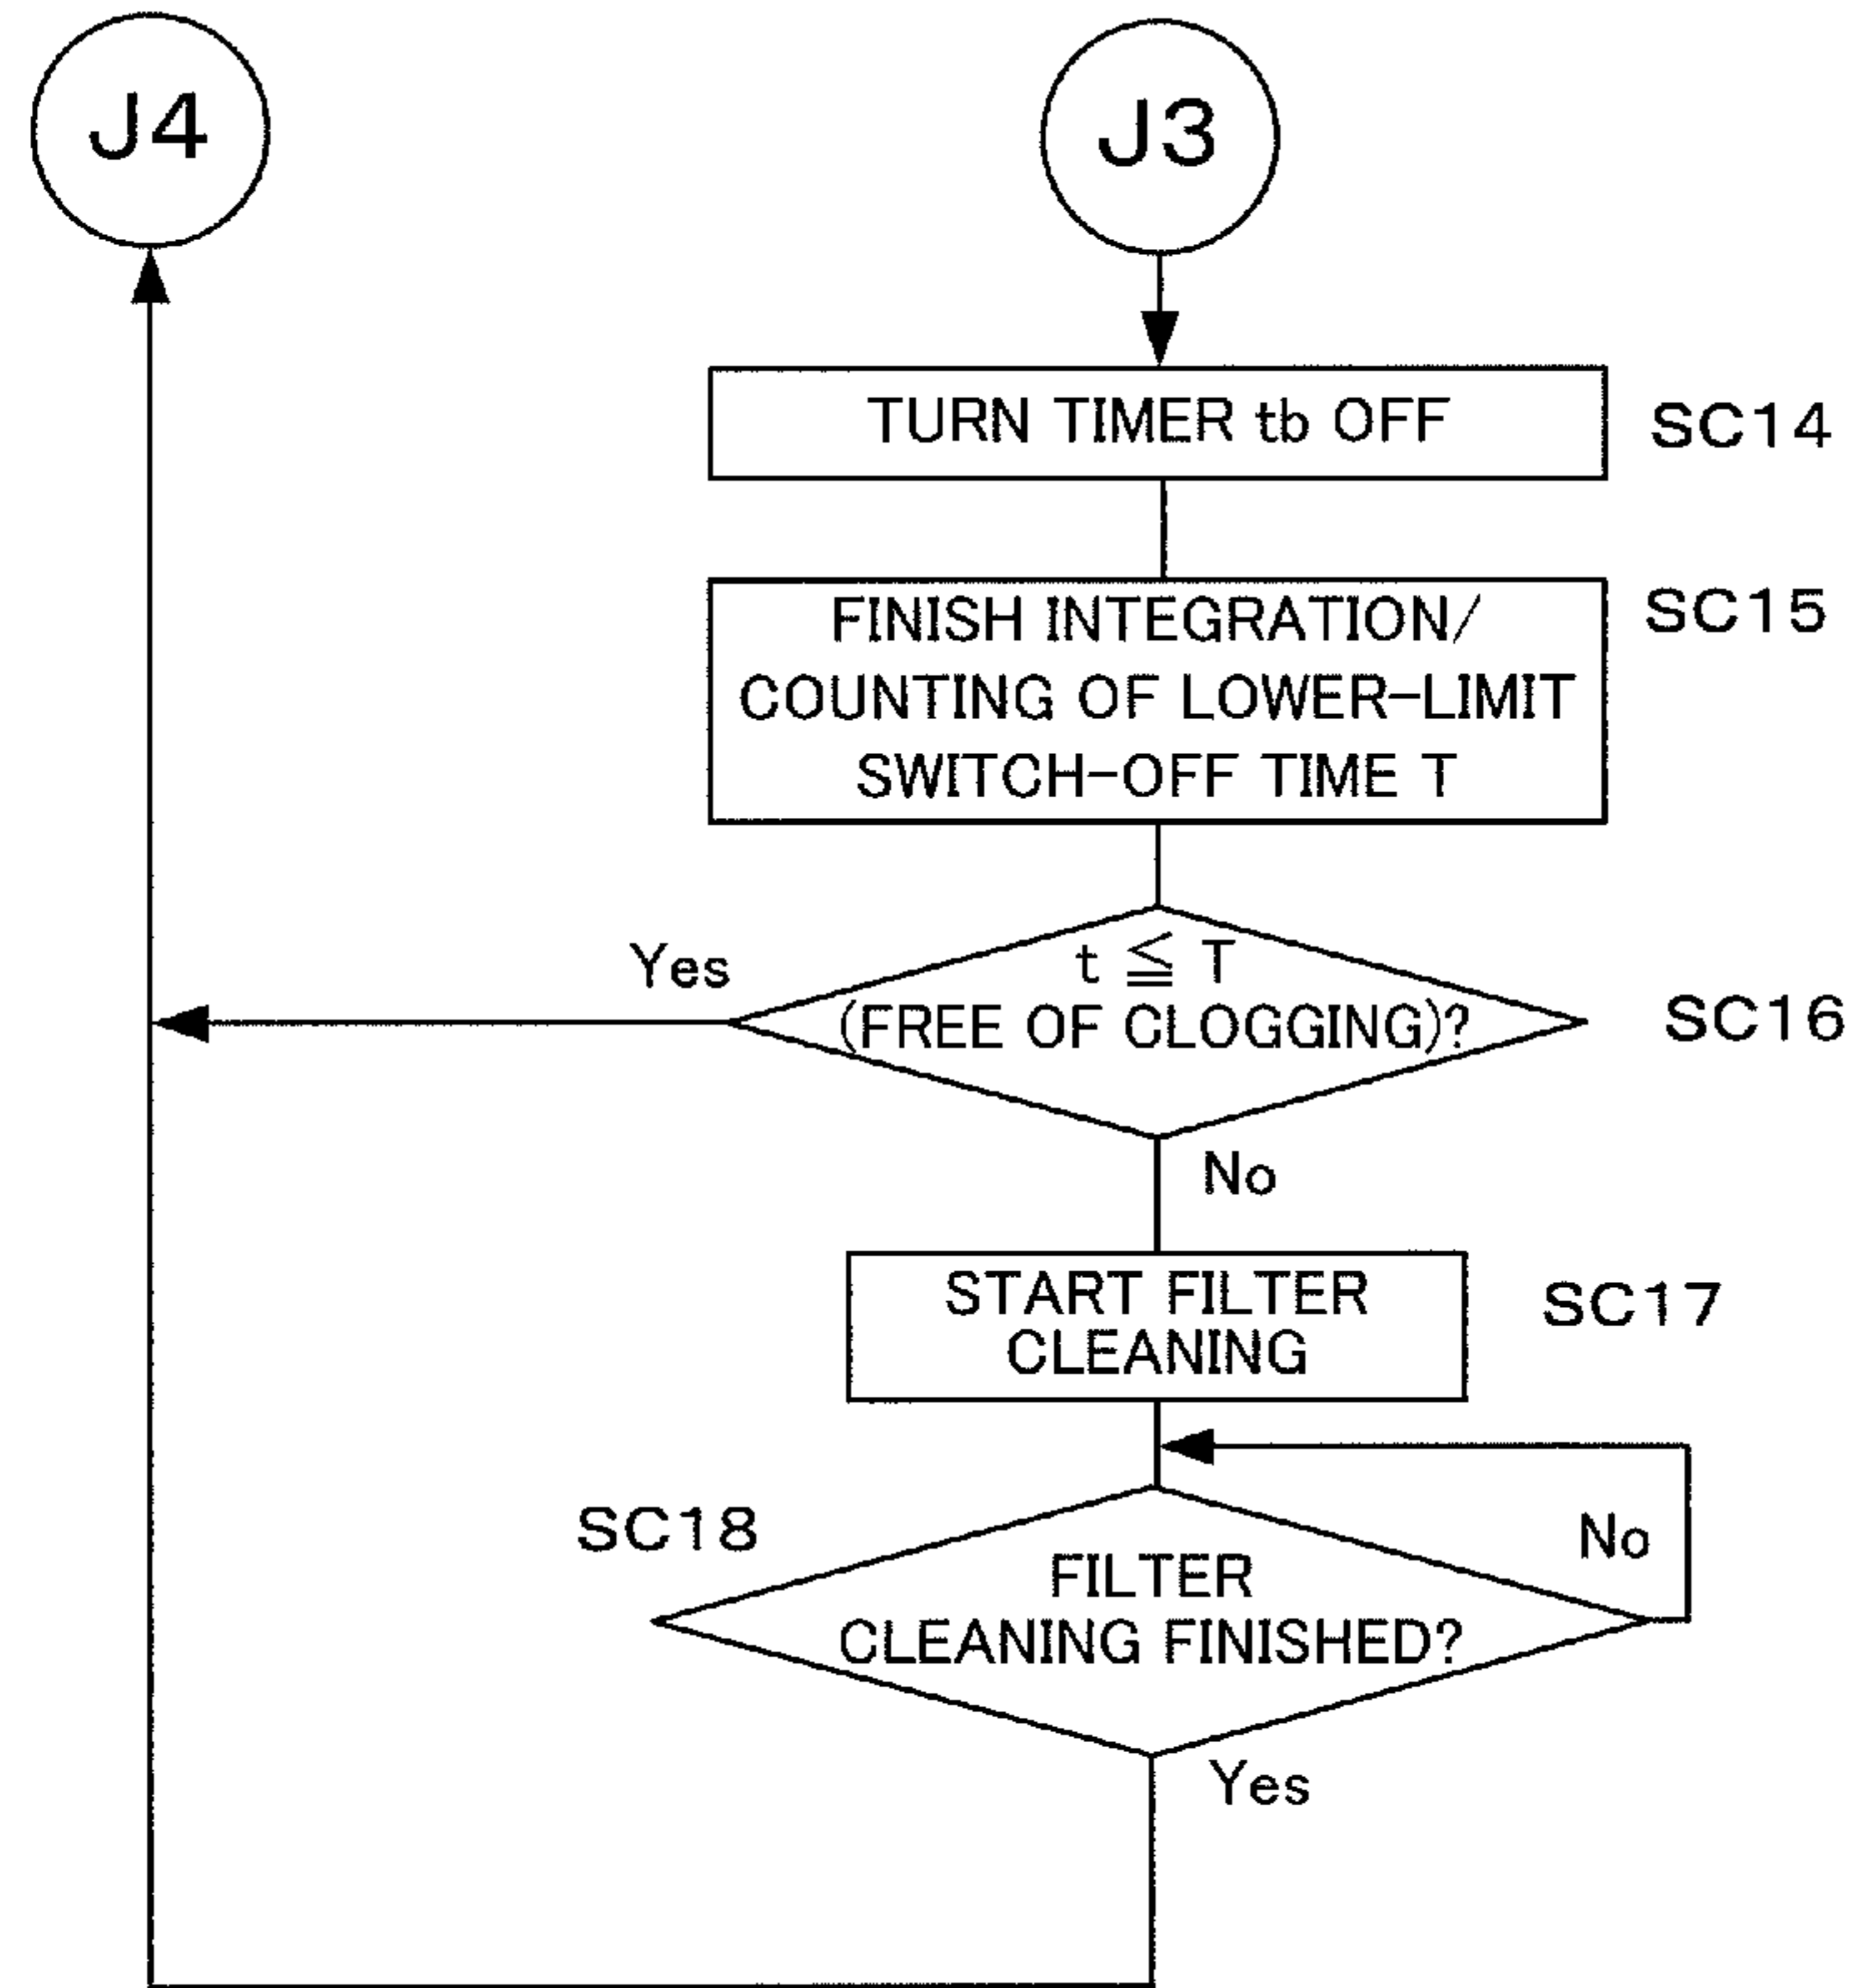 J4
J3
TURN TIMER tb OFF
SC14
FINISH INTEGRATION/
COUNTING OF LOWER-LIMIT
SWITCH-OFF TIME T
SC15
Yes
t ≦ T
(FREE OF CLOGGING)?
SC16
No
START FILTER
CLEANING
SC17
SC18
No
FILTER
CLEANING FINISHED?
Yes